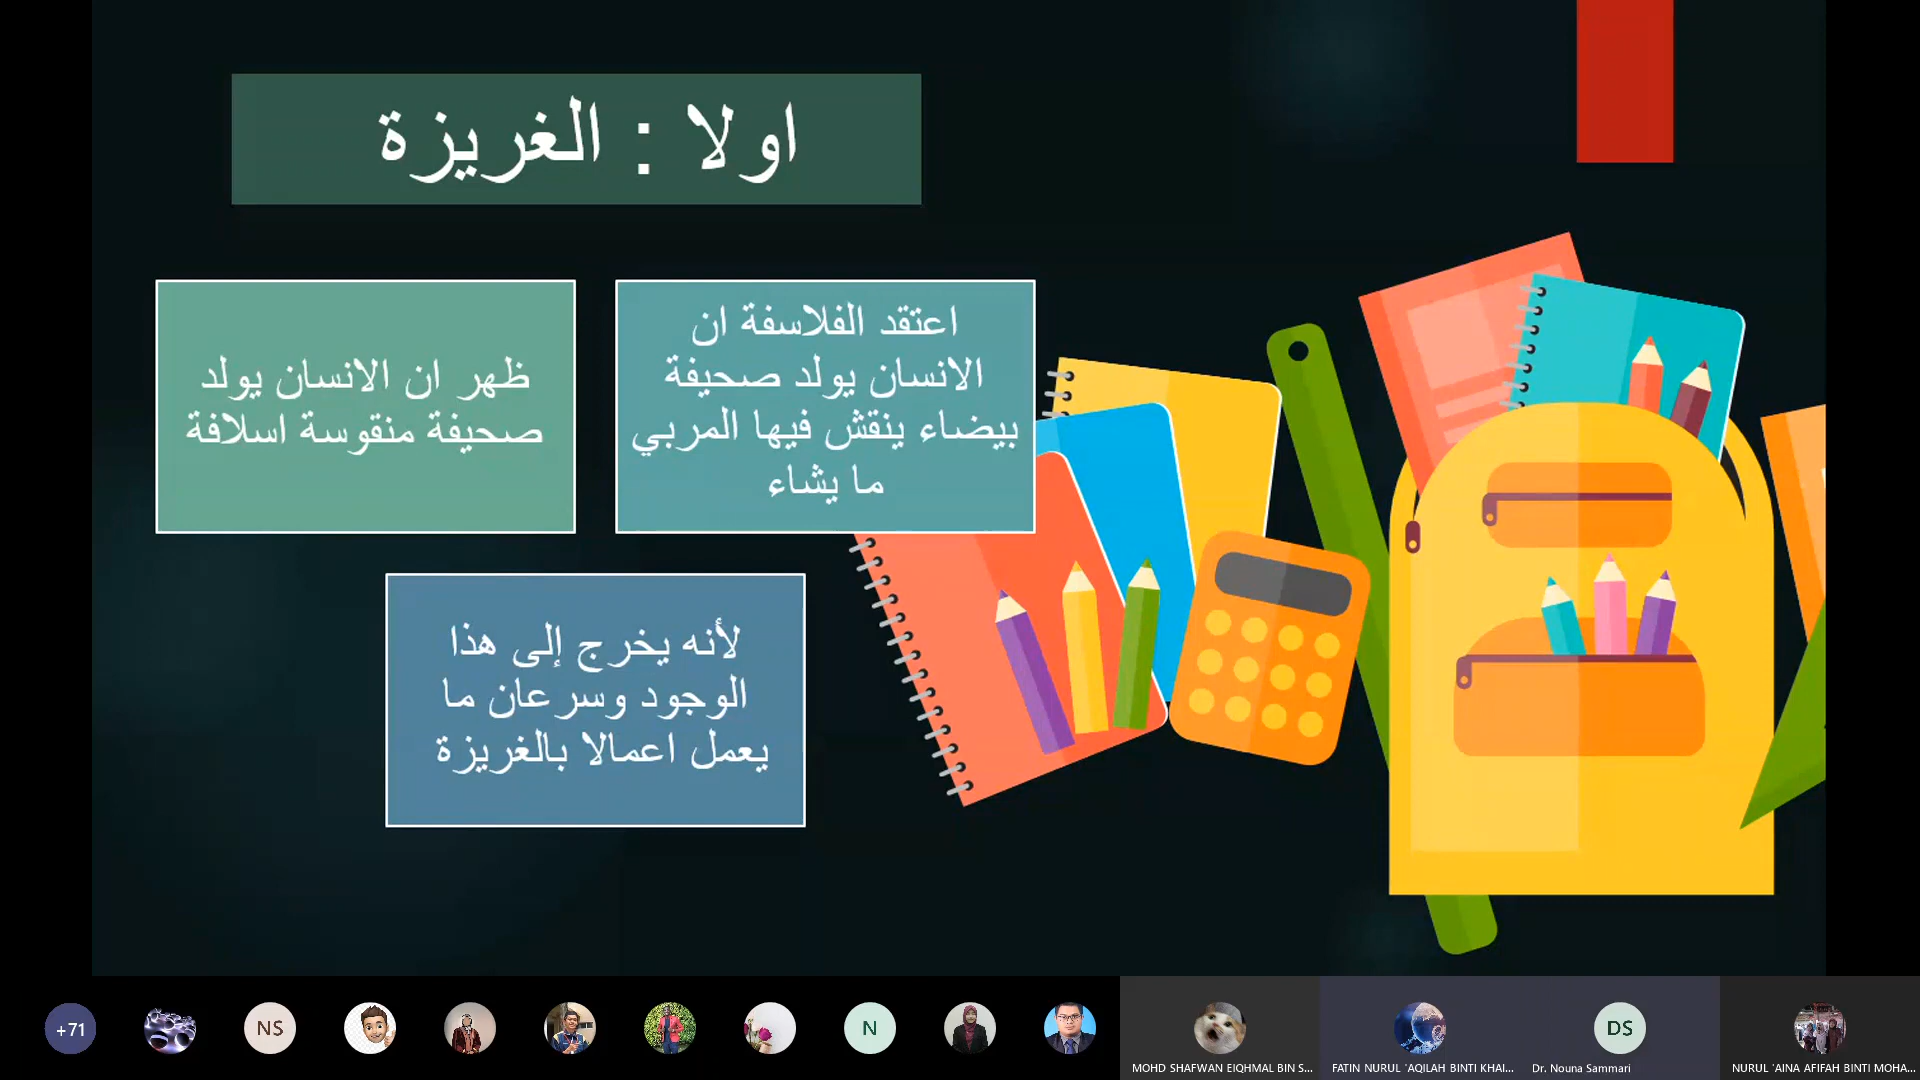 اولا : الغريزة
اعتقد الفلاسفة ان
الانسان يولد صحيفة
بيضاء ينقش فيها المربي
ما يشاء
ظهر ان الانسان يولد
صحيفة منقوسة اسلافة
لأنه يخرج إلى هذا
الوجود وسرعان ما
يعمل اعمالا بالغريزة
+71
NS
N
DS
MOHD SHAFWAN EIQHMAL BIN S...
FATIN NURUL 'AQILAH BINTI KHAI...
Dr. Nouna Sammari
NURUL 'AINA AFIFAH BINTI MOHA...